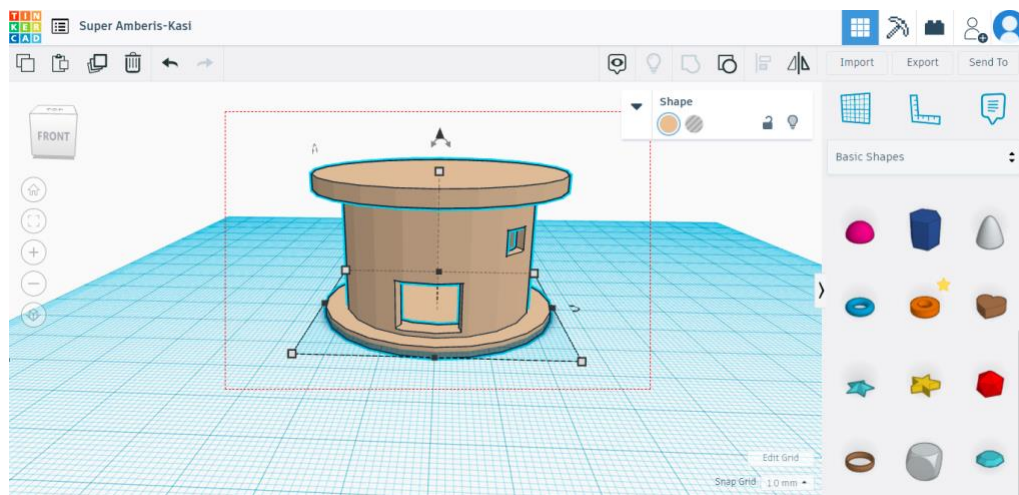 TIN
KER
CAD
Super Amberis-Kasi
Import
Export
Send To
Shape
TOP
FRONT
Basic Shapes
Edit Grid
Snap Grid 1.0 mm